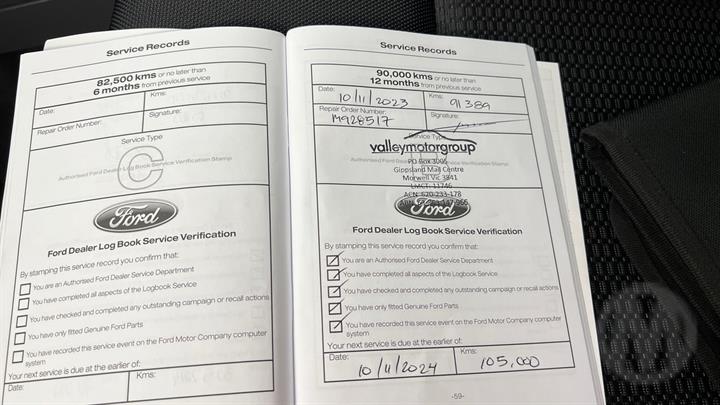 Service Records
82,500 kms or no later than
6 months from previous service
Date:
Kms:
Repair Order Number:
Signature:
Service Type
C
Authorised Ford Dealer Log Book Service Verification Stamp
Ford
Ford Dealer Log Book Service Verification
By stamping this service record you confirm that:
You are an Authorised Ford Dealer Service Department
You have completed all aspects of the Logbook Service
You have checked and completed any outstanding campaign or recall actions
You have only fitted Genuine Ford Parts
You have recorded this service event on the Ford Motor Company computer
system
Your next service is due at the earlier of:
Date:
Kms:
Service Records
90,000 kms or no later than
12 months from previous service
Date: 10/11/2023
Kms: 91389
Repair Order Number: M928517
Signature:
Service Type
valleymotorgroup
Authorised Ford Service Verification Stamp
PO Box 3006
Gippsland Mail Centre
Morwell Vic 3841
LMCT: 11746
ACN: 620-233-178
Ford
Ford Dealer Log Book Service Verification
By stamping this service record you confirm that:
You are an Authorised Ford Dealer Service Department
You have completed all aspects of the Logbook Service
You have checked and completed any outstanding campaign or recall actions
You have only fitted Genuine Ford Parts
You have recorded this service event on the Ford Motor Company computer
system
Your next service is due at the earlier of:
Date: 10/11/2024
Kms: 105,000
-59-